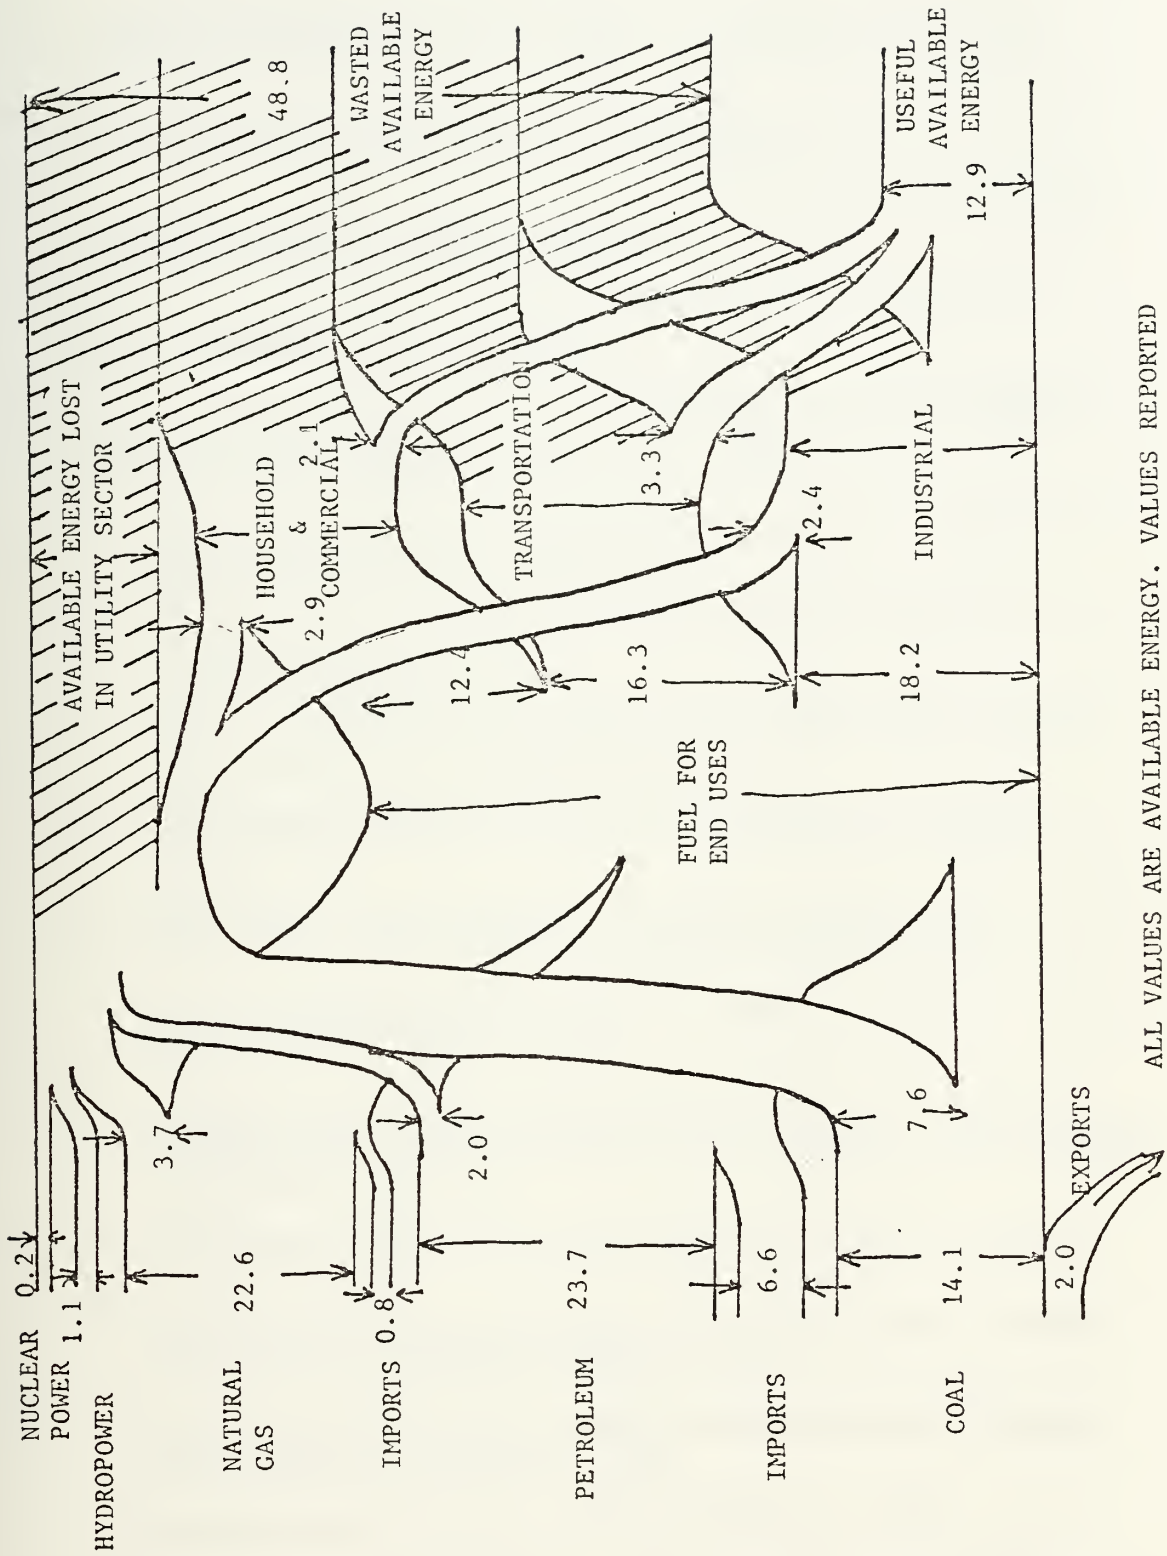 NUCLEAR
POWER
0.2
1.1
HYDROPOWER
NATURAL
GAS
22.6
3.7
IMPORTS 0.8
2.0
PETROLEUM
23.7
IMPORTS
6.6
7.6
COAL
14.1
2.0
EXPORTS
AVAILABLE ENERGY LOST
IN UTILITY SECTOR
HOUSEHOLD
&
COMMERCIAL
2.9
2.1
12.4
TRANSPORTATION
16.3
3.3
2.4
FUEL FOR
END USES
18.2
INDUSTRIAL
48.8
WASTED
AVAILABLE
ENERGY
USEFUL
AVAILABLE
ENERGY
12.9
ALL VALUES ARE AVAILABLE ENERGY. VALUES REPORTED